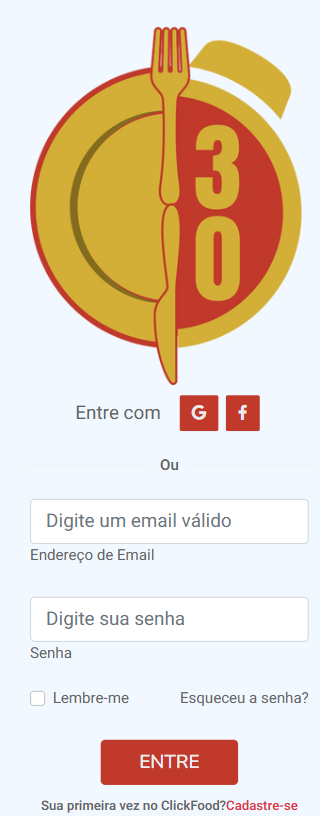 3
0
Entre com
Ou
Digite um email válido
Endereço de Email
Digite sua senha
Senha
Lembre-me Esqueceu a senha?
ENTRE
Sua primeira vez no ClickFood?Cadastre-se